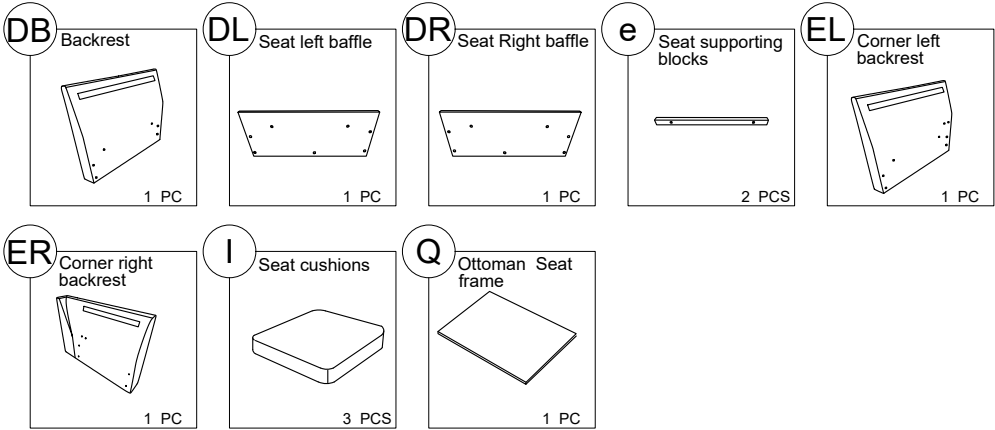 DB
Backrest
1 PC
DL
Seat left baffle
1 PC
DR
Seat Right baffle
1 PC
e
Seat supporting
blocks
2 PCS
EL
Corner left
backrest
1 PC
ER
Corner right
backrest
1 PC
I
Seat cushions
3 PCS
Q
Ottoman Seat
frame
1 PC